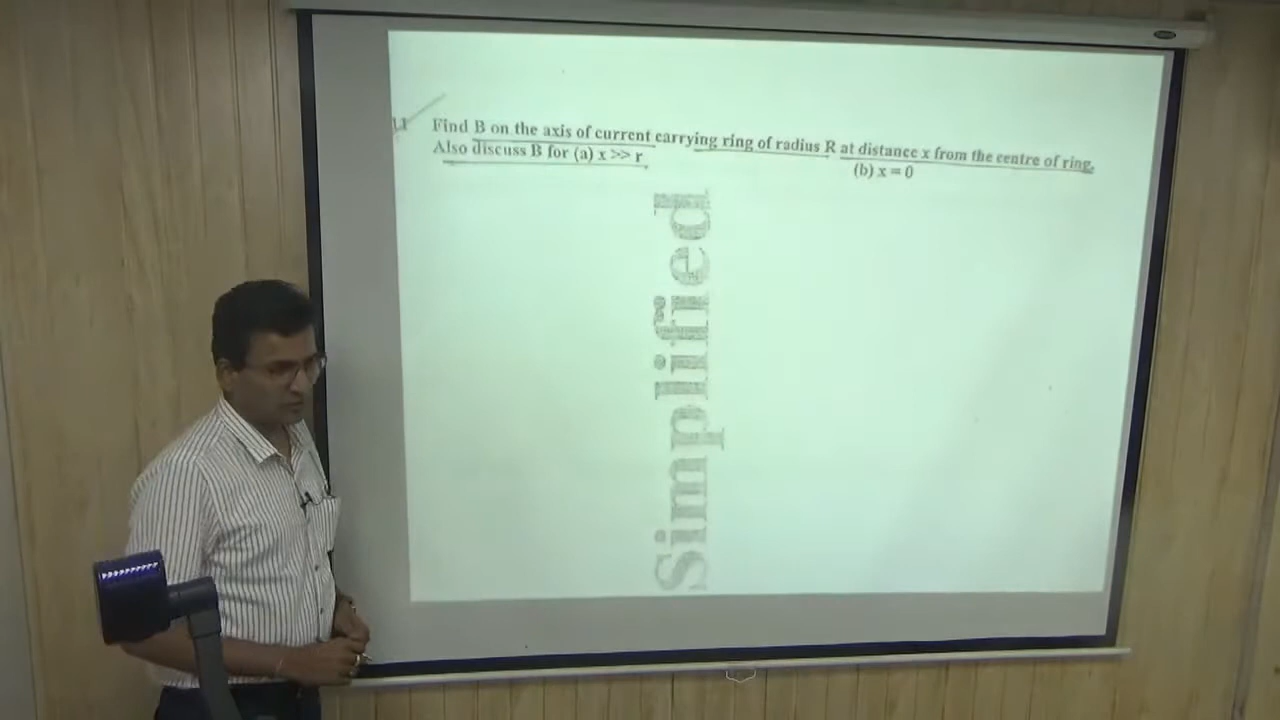 Find B on the axis of current carrying ring of radius R at distance x from the centre of ring.
Also discuss B for (a) x >> r (b) x = 0
Simplified